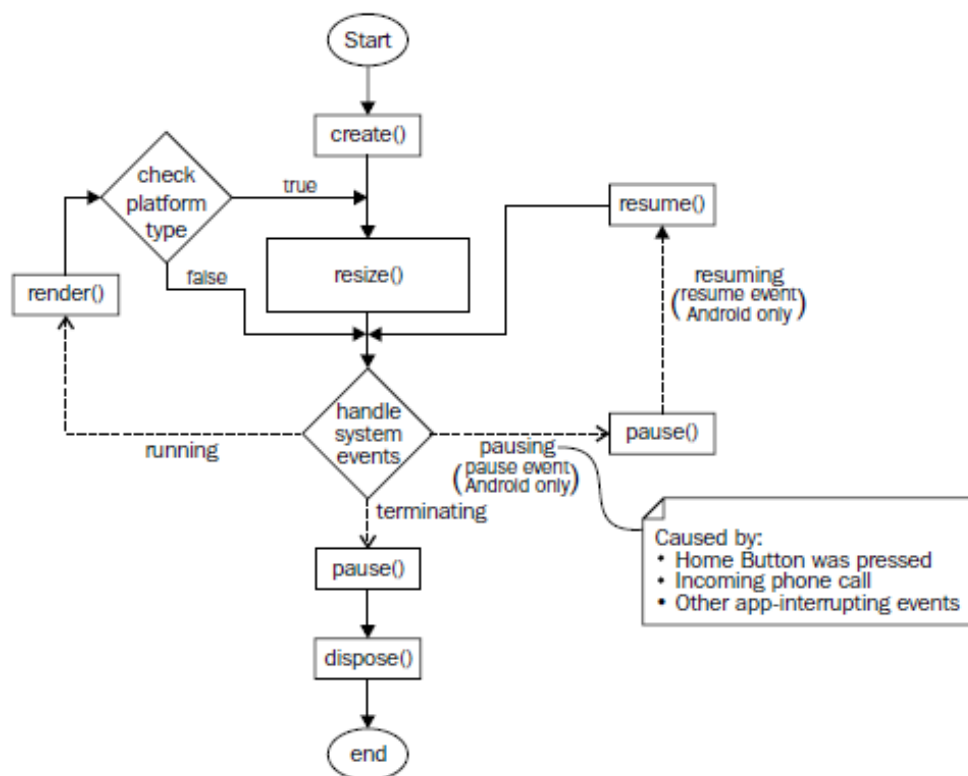 Start
create()
check
platform
type
true
false
render()
resize()
resume()
resuming
(resume event
Android only)
handle
system
events
running
pausing
(pause event
Android only)
pause()
terminating
pause()
dispose()
end
Caused by:
• Home Button was pressed
• Incoming phone call
• Other app-interrupting events